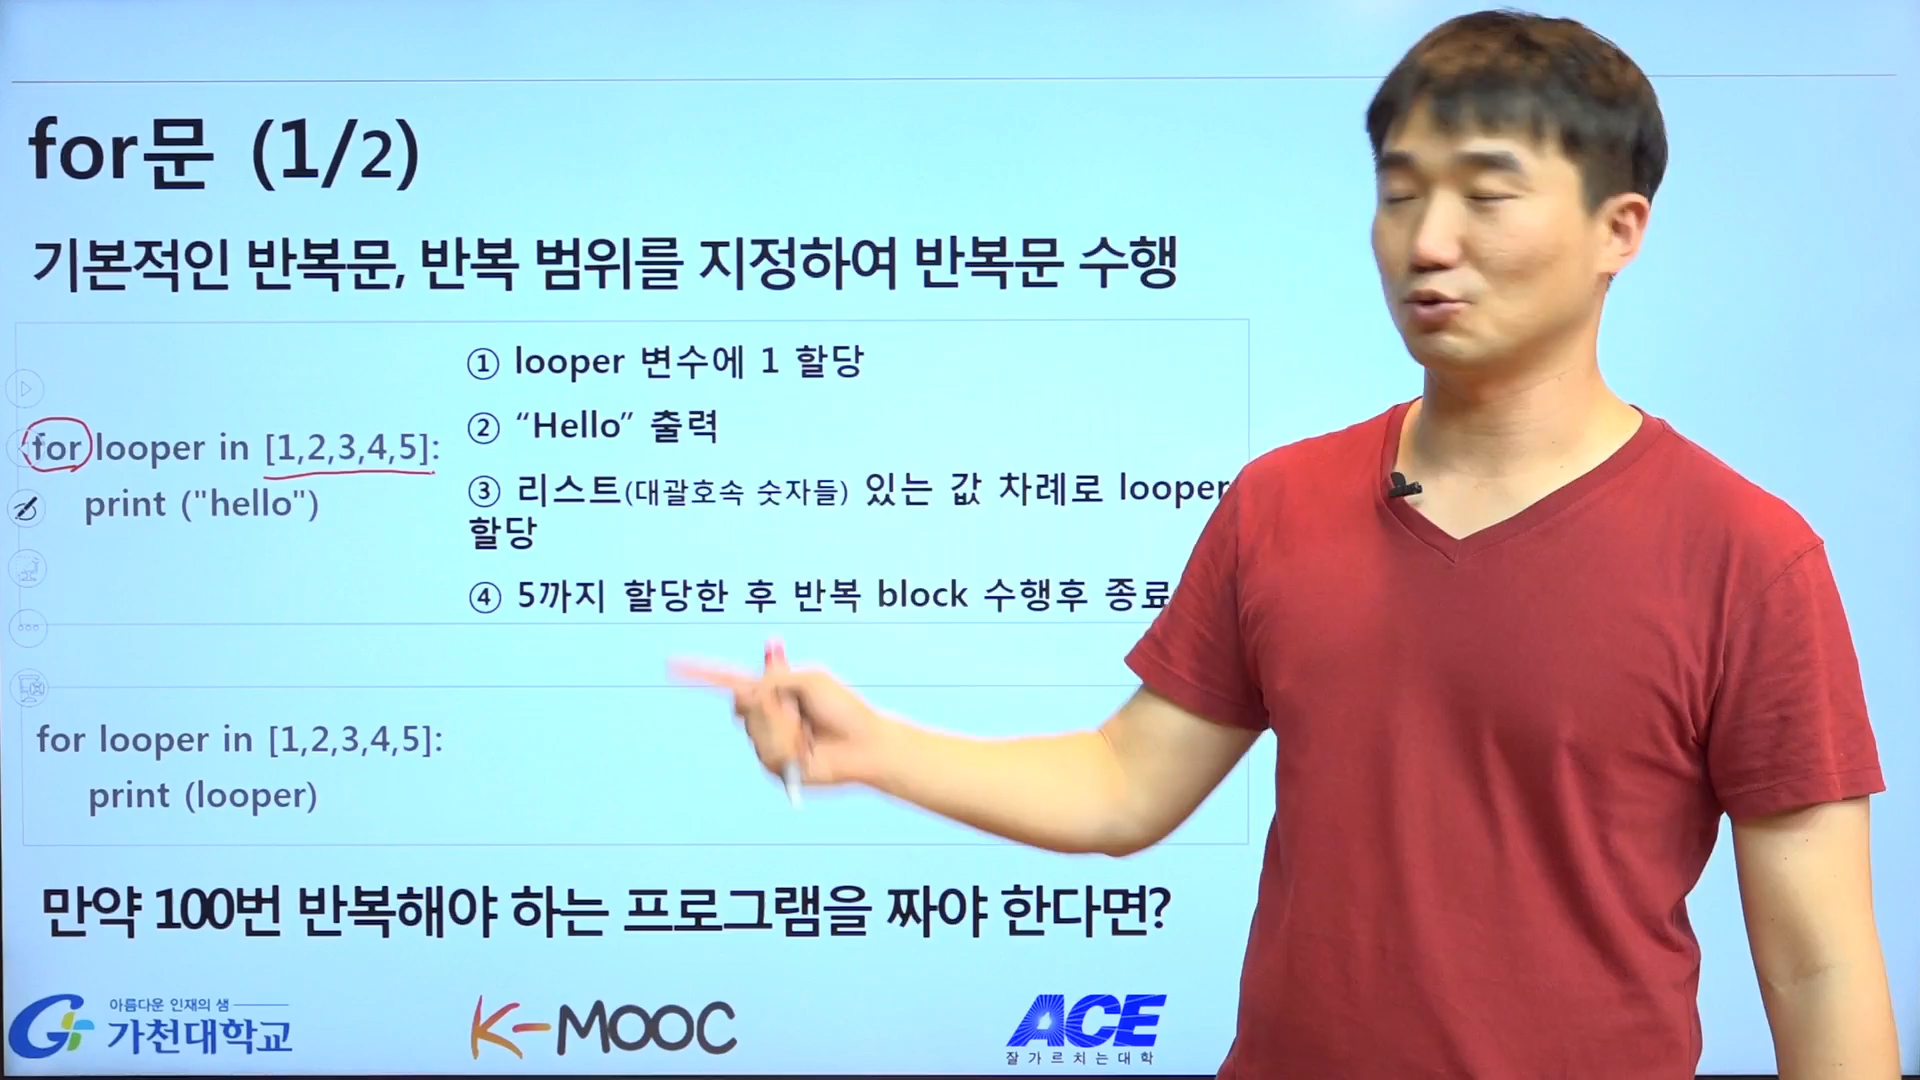 for문 (1/2)
기본적인 반복문, 반복 범위를 지정하여 반복문 수행
for looper in [1,2,3,4,5]:
print ("hello")
① looper 변수에 1 할당
② “Hello” 출력
③ 리스트(대괄호속 숫자들) 있는 값 차례로 looper
할당
④ 5까지 할당한 후 반복 block 수행후 종료
for looper in [1,2,3,4,5]:
print (looper)
만약 100번 반복해야 하는 프로그램을 짜야 한다면?
아름다운 인재의 샘
가천대학교
K-MOOC
ACE
잘가르치는대학